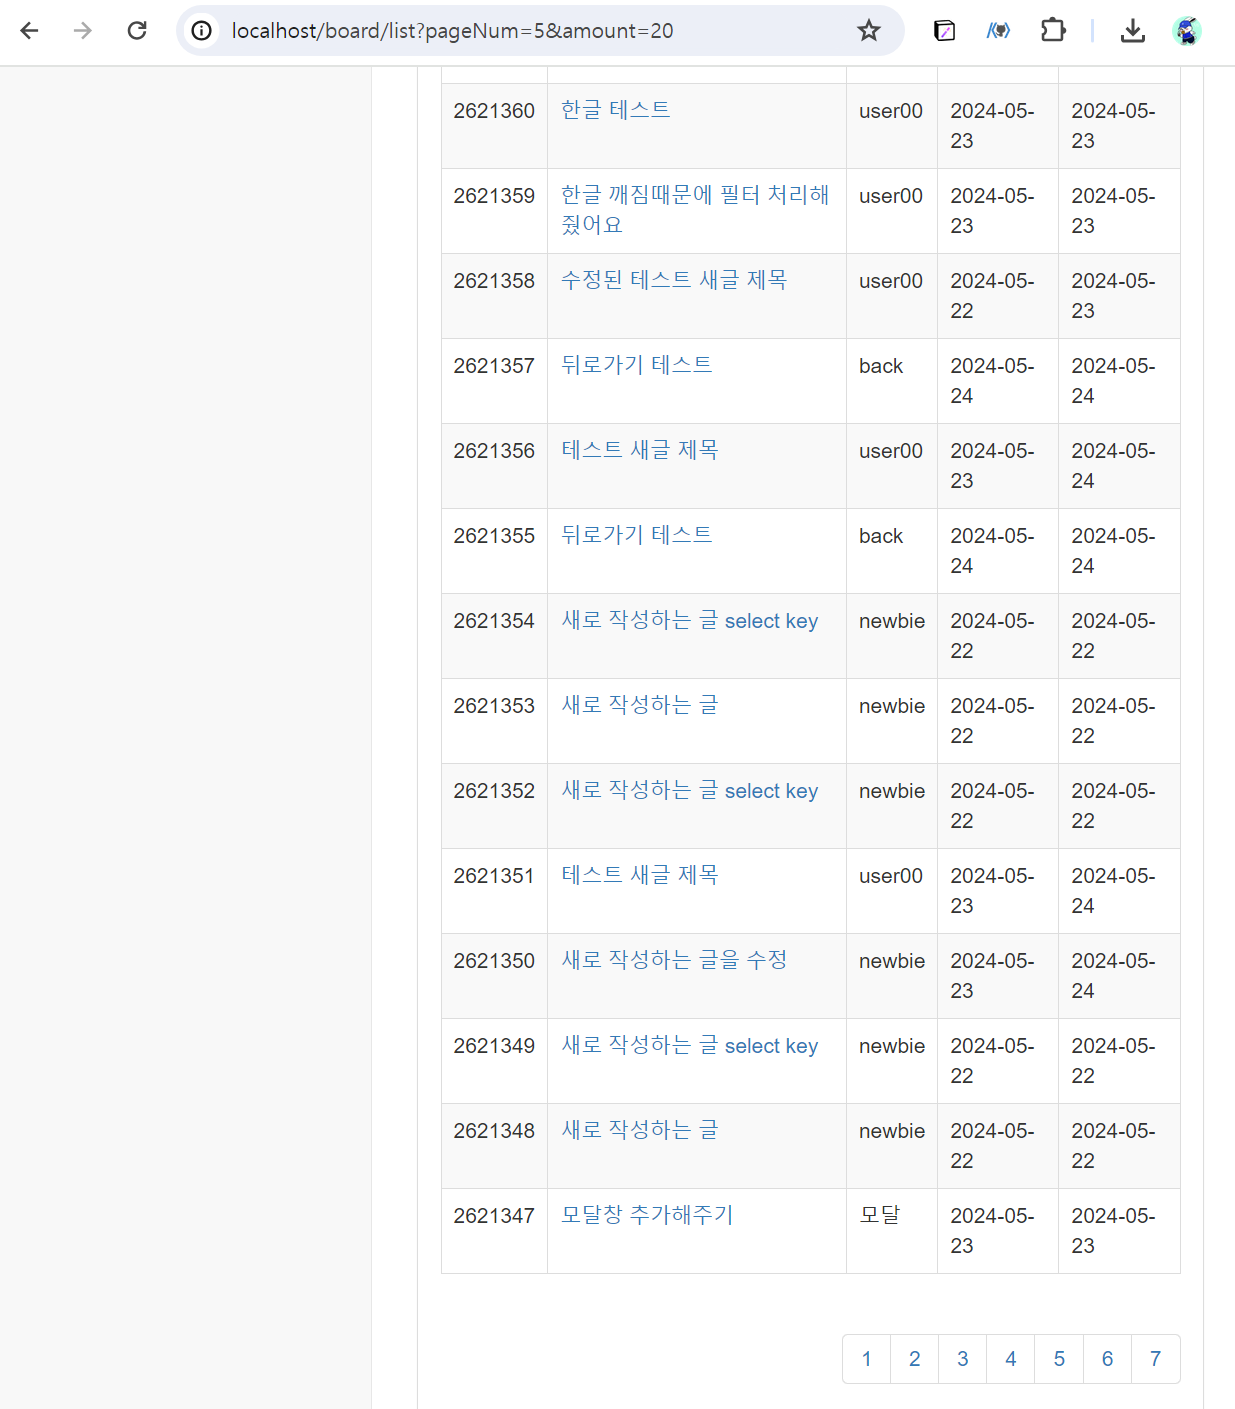 localhost/board/list?pageNum=5&amount=20
2621360 한글 테스트 user00 2024-05- 2024-05-
23 23
2621359 한글 깨짐때문에 필터 처리해 user00 2024-05- 2024-05-
줬어요 23 23
2621358 수정된 테스트 새글 제목 user00 2024-05- 2024-05-
22 23
2621357 뒤로가기 테스트 back 2024-05- 2024-05-
24 24
2621356 테스트 새글 제목 user00 2024-05- 2024-05-
23 24
2621355 뒤로가기 테스트 back 2024-05- 2024-05-
24 24
2621354 새로 작성하는 글 select key newbie 2024-05- 2024-05-
22 22
2621353 새로 작성하는 글 newbie 2024-05- 2024-05-
22 22
2621352 새로 작성하는 글 select key newbie 2024-05- 2024-05-
22 22
2621351 테스트 새글 제목 user00 2024-05- 2024-05-
23 24
2621350 새로 작성하는 글을 수정 newbie 2024-05- 2024-05-
23 24
2621349 새로 작성하는 글 select key newbie 2024-05- 2024-05-
22 22
2621348 새로 작성하는 글 newbie 2024-05- 2024-05-
22 22
2621347 모달창 추가해주기 모달 2024-05- 2024-05-
23 23
1 2 3 4 5 6 7